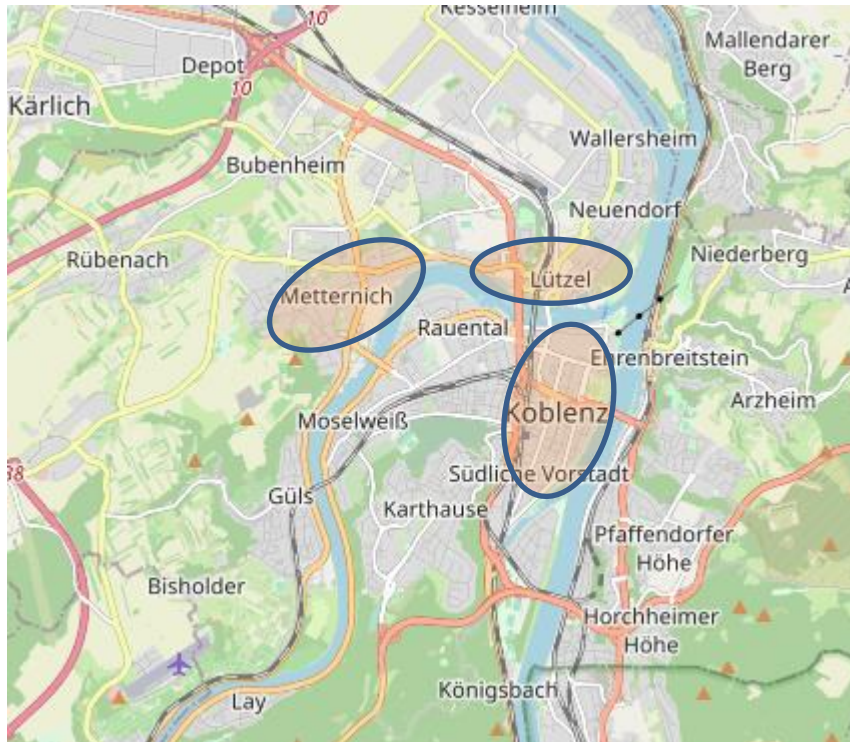 Kesselheim
10
Mallendarer
Berg
Depot
10
Kärlich
Wallersheim
Bubenheim
Neuendorf
Niederberg
Rübenach
Lützel
Metternich
Rauental
Ehrenbreitstein
Arzheim
Koblenz
Moselweiß
Südliche Vorstadt
Güls
Karthause
Pfaffendorfer
Höhe
Bisholder
Horchheimer
Höhe
Königsbach
Lay